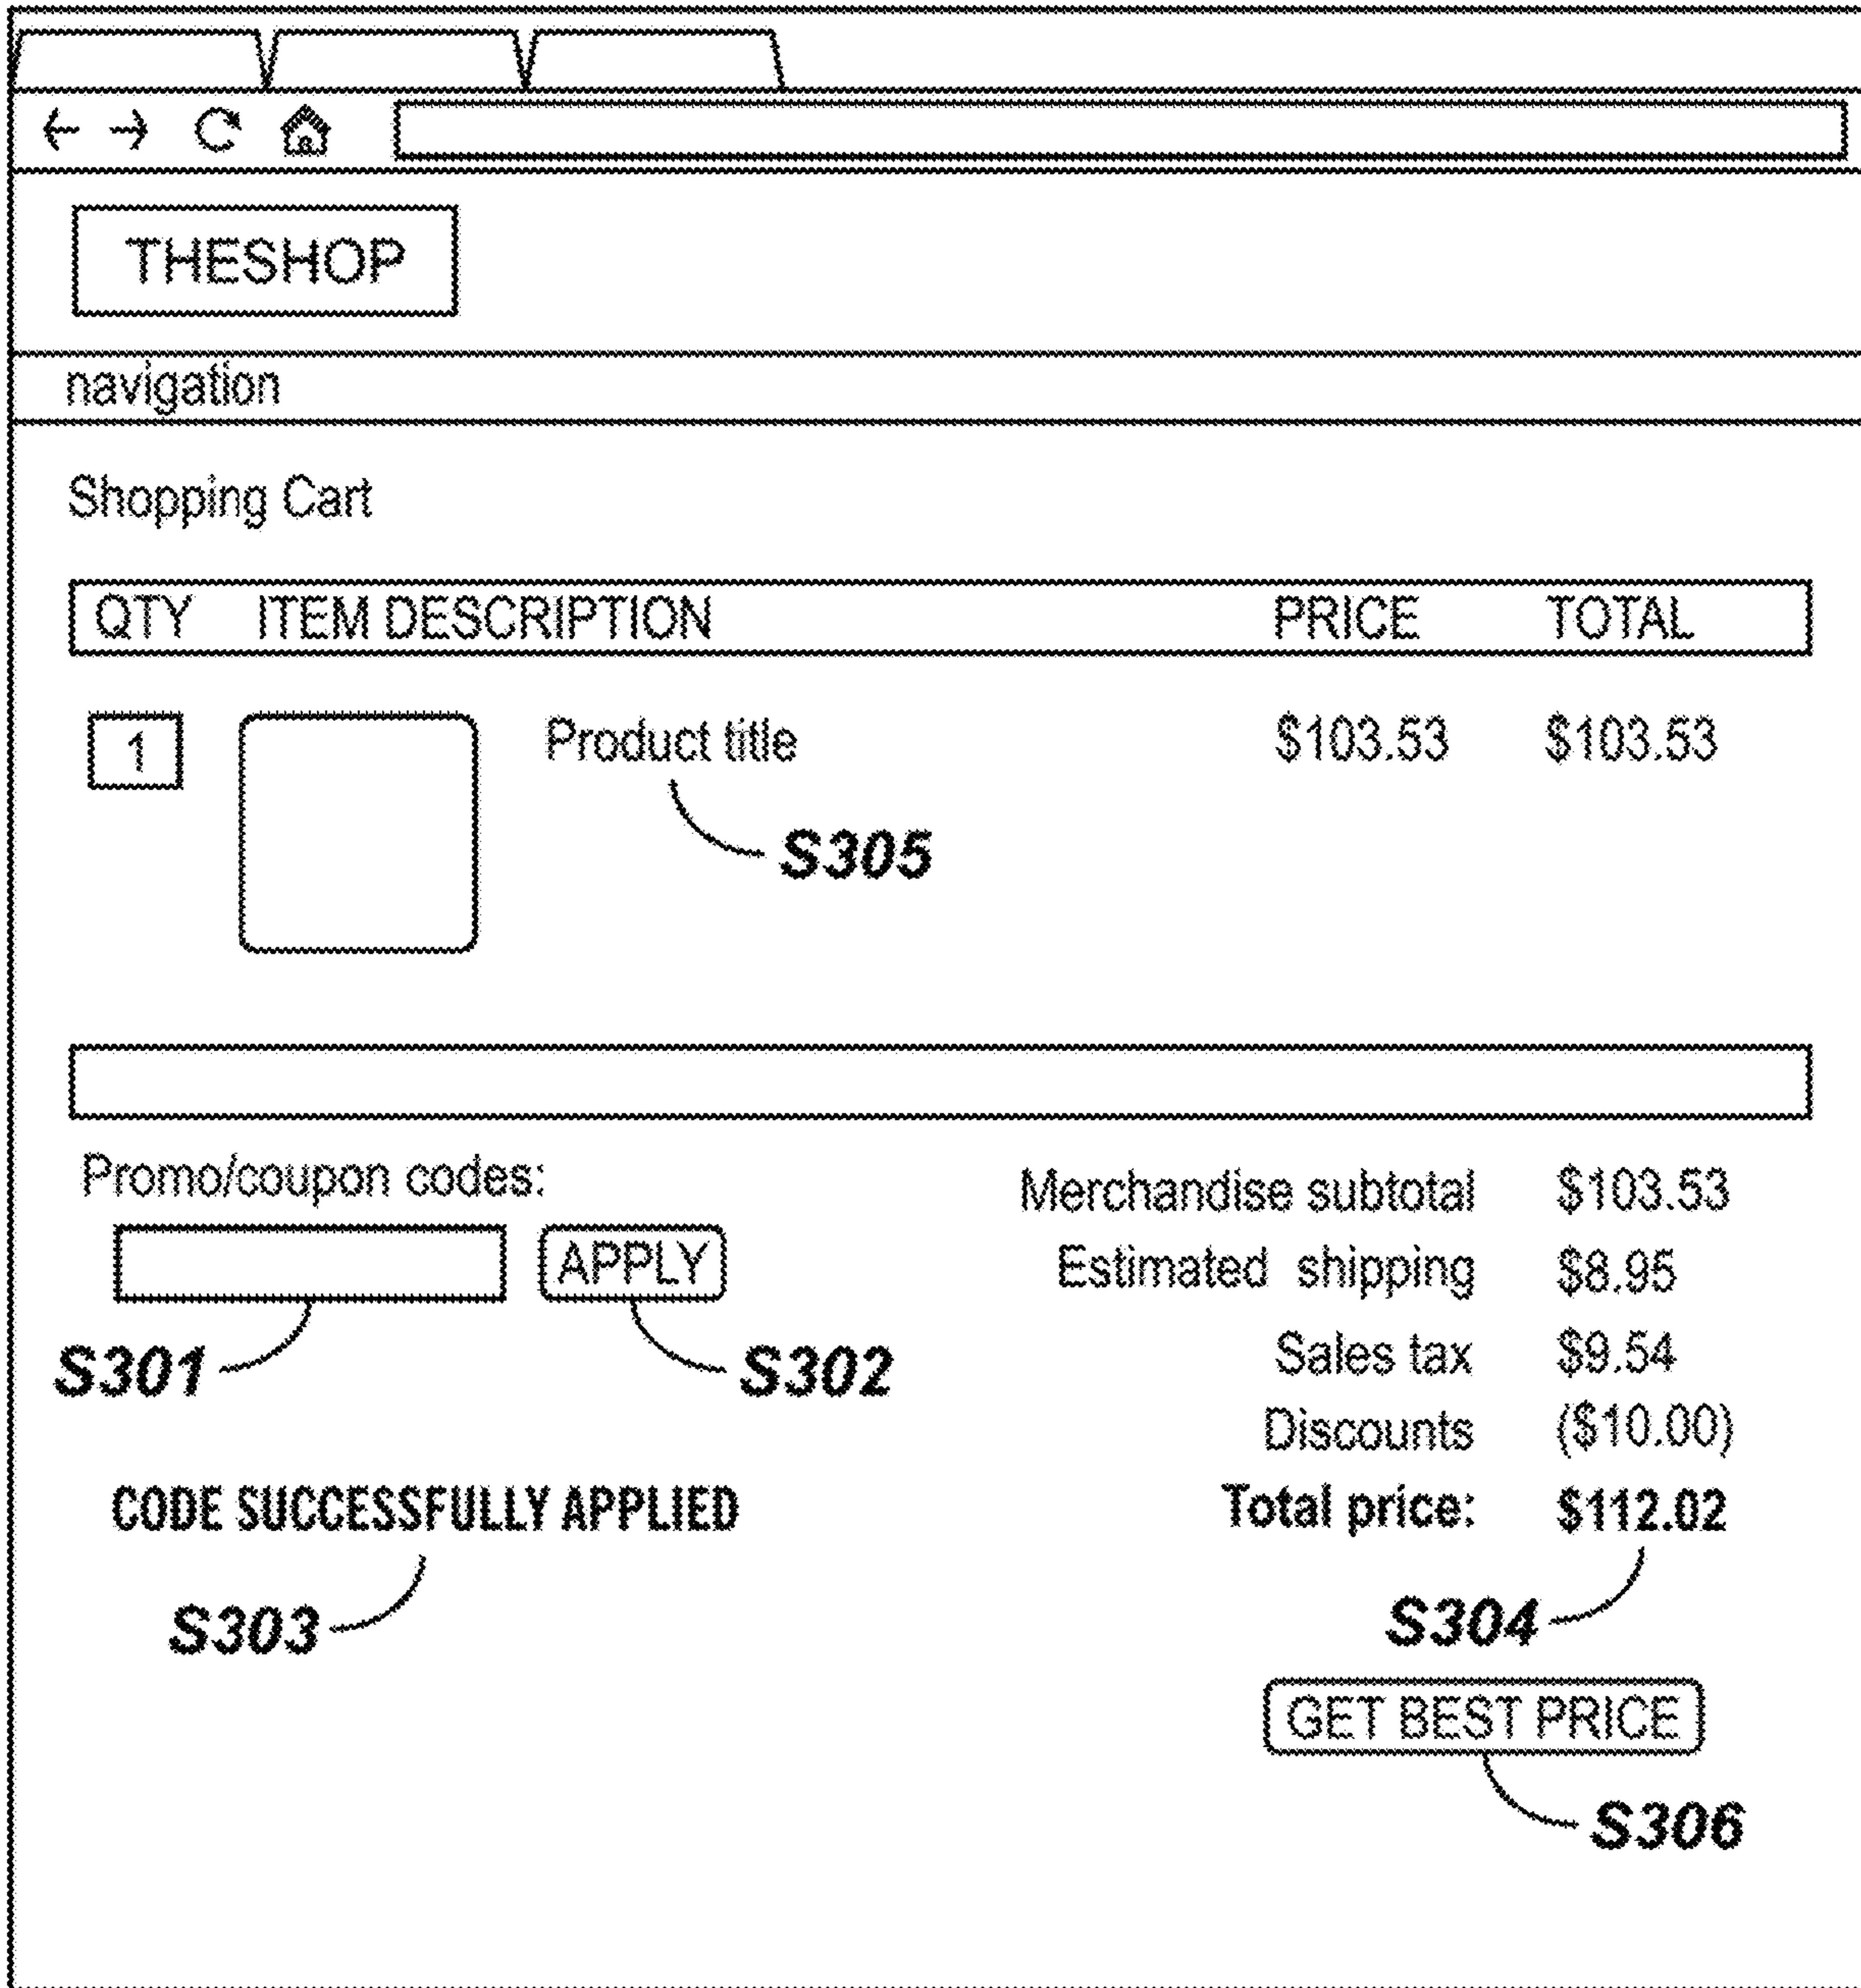 THESHOP
navigation
Shopping Cart
QTY ITEM DESCRIPTION PRICE TOTAL
1 Product title $103.53 $103.53
S305
Promo/coupon codes:
APPLY
S301
S302
CODE SUCCESSFULLY APPLIED
S303
Merchandise subtotal $103.53
Estimated shipping $8.95
Sales tax $9.54
Discounts ($10.00)
Total price: $112.02
S304
GET BEST PRICE
S306